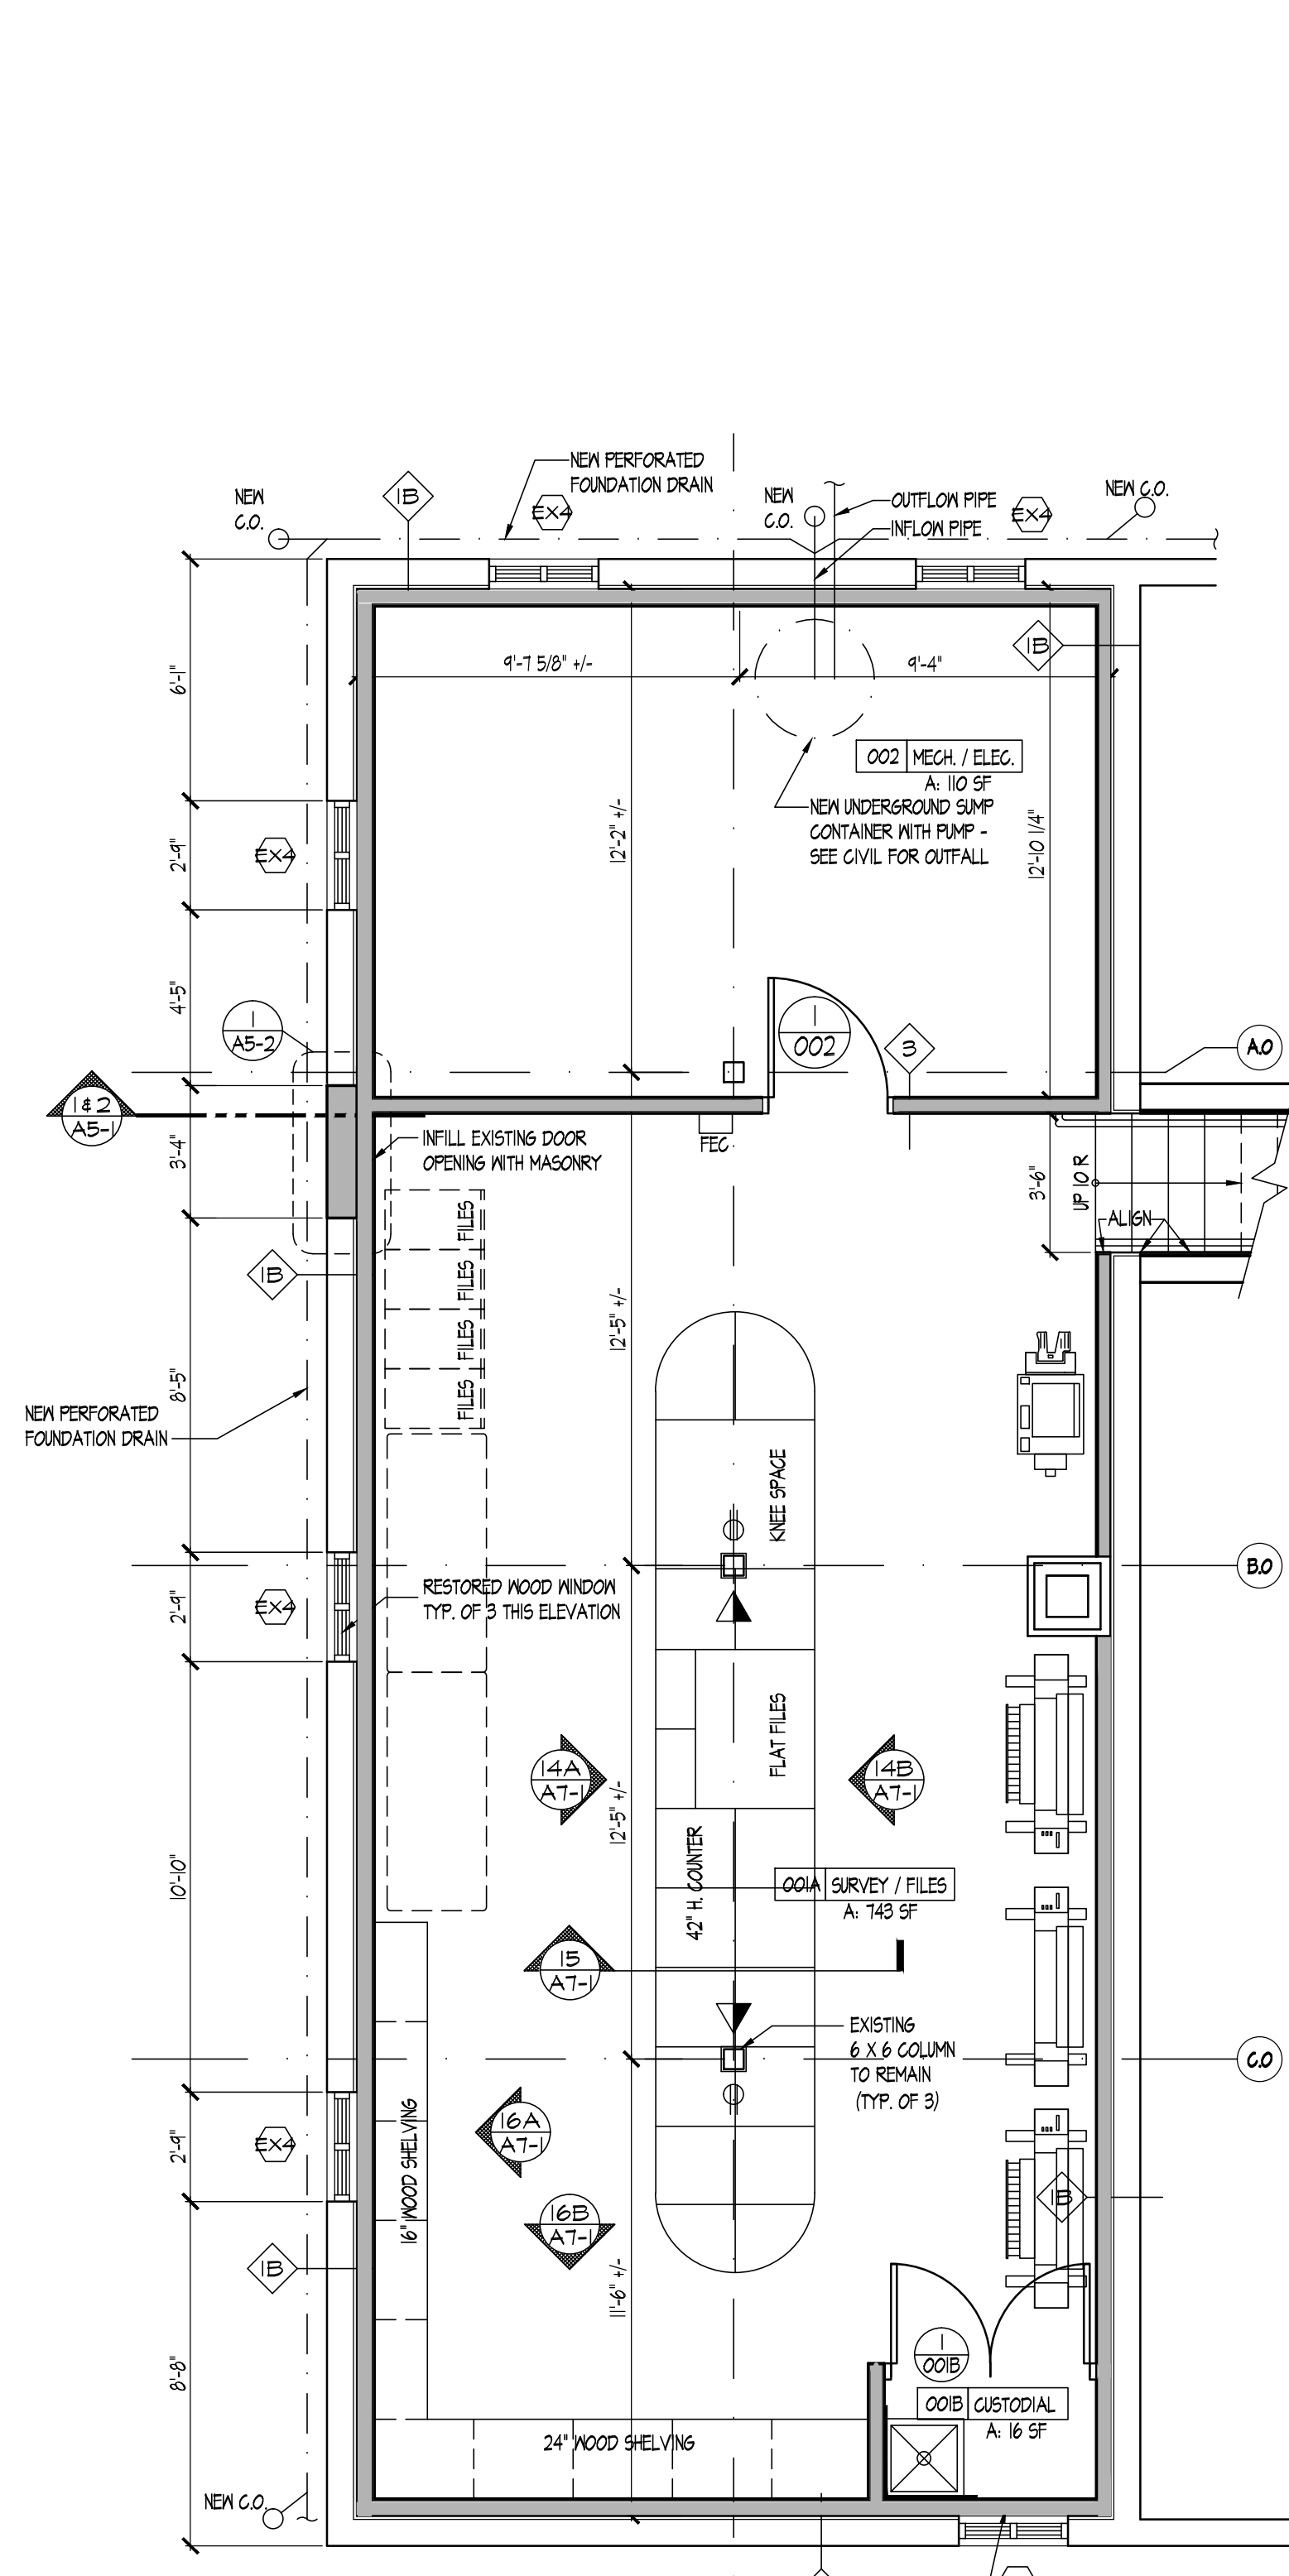 NEW PERFORATED
FOUNDATION DRAIN
NEW
C.O.
1B
EX4
NEW
C.O.
OUTFLOW PIPE
INFLOW PIPE
EX4
NEW C.O.
1B
9'-7 5/8" +/-
9'-4"
6'-1"
002 MECH. / ELEC.
A: 110 SF
NEW UNDERGROUND SUMP
CONTAINER WITH PUMP -
SEE CIVIL FOR OUTFALL
12'-2" +/-
12'-10 1/4"
2'-9"
EX4
4'-5"
1
A5-2
1
002
3
A.0
1 & 2
A5-1
3'-4"
INFILL EXISTING DOOR
OPENING WITH MASONRY
FEC
3'-6"
UP 10 R
ALIGN
FILES
FILES
FILES
FILES
1B
12'-5" +/-
8'-5"
NEW PERFORATED
FOUNDATION DRAIN
KNEE SPACE
B.0
2'-9"
EX4
RESTORED WOOD WINDOW
TYP. OF 3 THIS ELEVATION
FLAT FILES
14A
A7-1
14B
A7-1
12'-5" +/-
42" H. COUNTER
10'-10"
001A SURVEY / FILES
A: 743 SF
15
A7-1
EXISTING
6 X 6 COLUMN
TO REMAIN
(TYP. OF 3)
C.0
16A
A7-1
2'-9"
EX4
16" WOOD SHELVING
16B
A7-1
1B
1B
11'-6" +/-
8'-8"
1
001B
001B CUSTODIAL
A: 16 SF
24" WOOD SHELVING
NEW C.O.